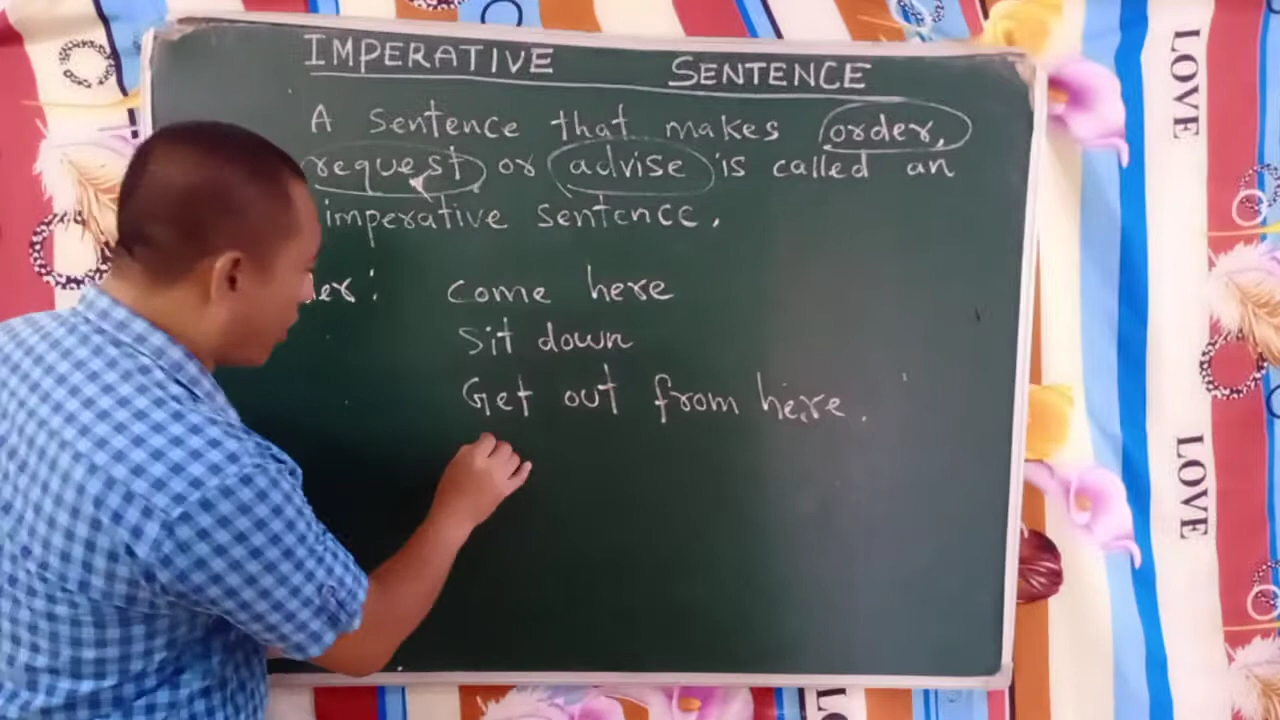 IMPERATIVE SENTENCE
A sentence that makes order,
request or advise is called an
imperative sentence.
come here
Sit down
Get out from here.
LOVE
LOVE